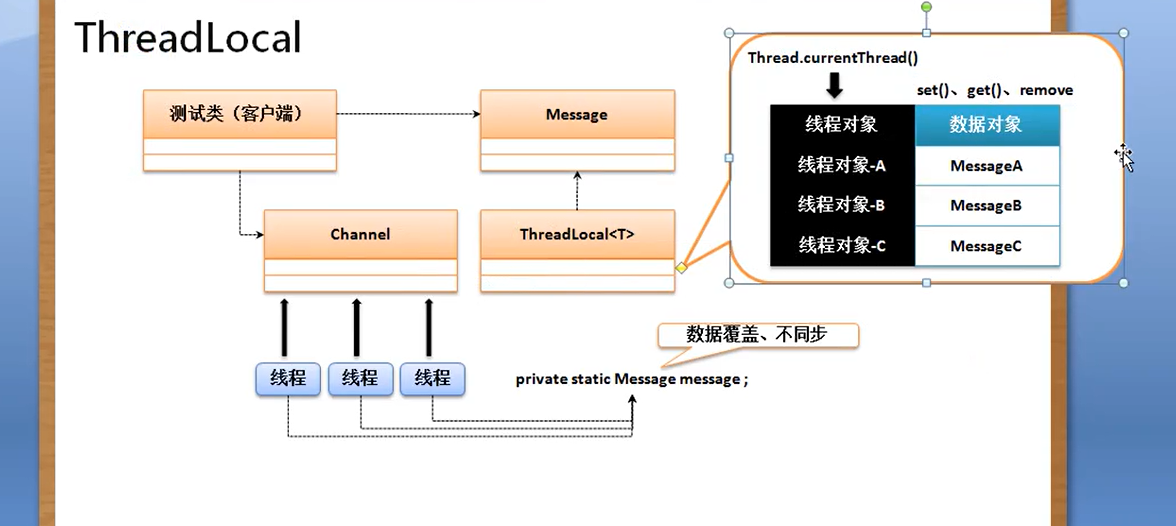 ThreadLocal
Thread.currentThread()
set()、get()、remove
线程对象 数据对象
线程对象-A MessageA
线程对象-B MessageB
线程对象-C MessageC
测试类（客户端） Message
Channel ThreadLocal<T>
数据覆盖、不同步
线程 线程 线程
private static Message message ;